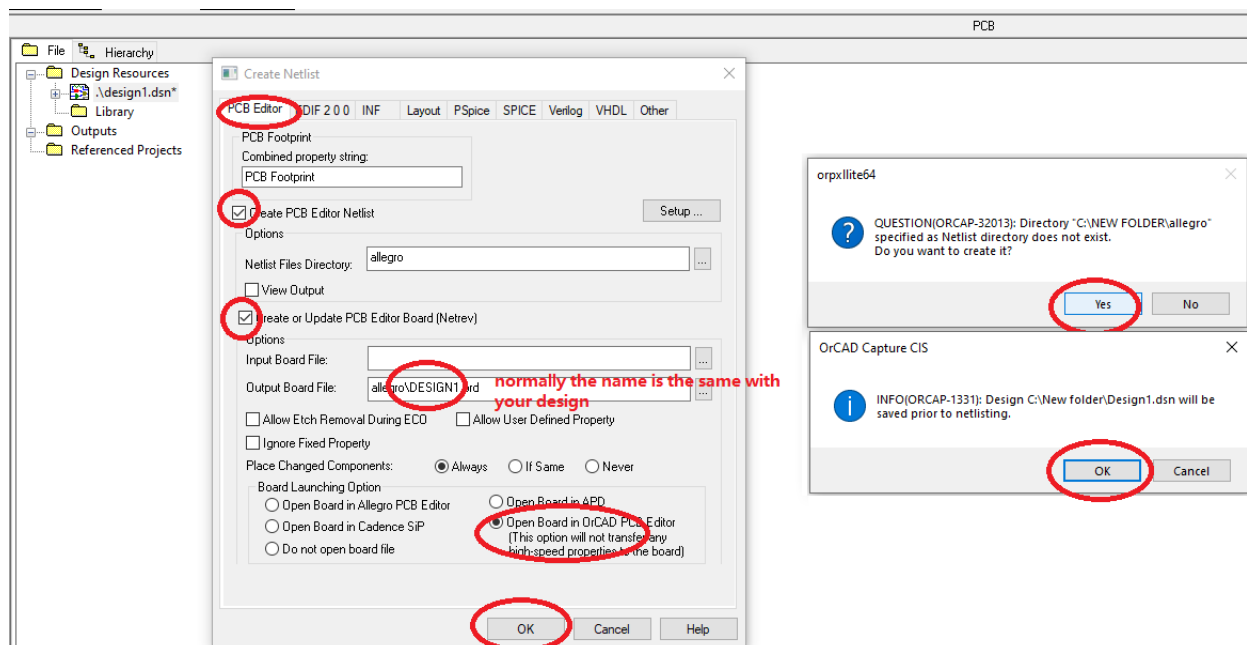 PCB
File
Hierarchy
Design Resources
.\design1.dsn*
Library
Outputs
Referenced Projects
Create Netlist
PCB Editor
EDIF 2 0 0
INF
Layout
PSpice
SPICE
Verilog
VHDL
Other
PCB Footprint
Combined property string:
PCB Footprint
Create PCB Editor Netlist
Setup ...
Options
Netlist Files Directory:
allegro
...
View Output
Create or Update PCB Editor Board (Netrev)
Options
Input Board File:
...
Output Board File:
allegro\DESIGN1.brd
...
normally the name is the same with
your design
Allow Etch Removal During ECO
Allow User Defined Property
Ignore Fixed Property
Place Changed Components:
Always
If Same
Never
Board Launching Option
Open Board in Allegro PCB Editor
Open Board in APD
Open Board in Cadence SiP
Open Board in OrCAD PCB Editor
(This option will not transfer any
high-speed properties to the board)
Do not open board file
OK
Cancel
Help
orpxllite64
QUESTION(ORCAP-32013): Directory "C:\NEW FOLDER\allegro"
specified as Netlist directory does not exist.
Do you want to create it?
Yes
No
OrCAD Capture CIS
INFO(ORCAP-1331): Design C:\New folder\Design1.dsn will be
saved prior to netlisting.
OK
Cancel